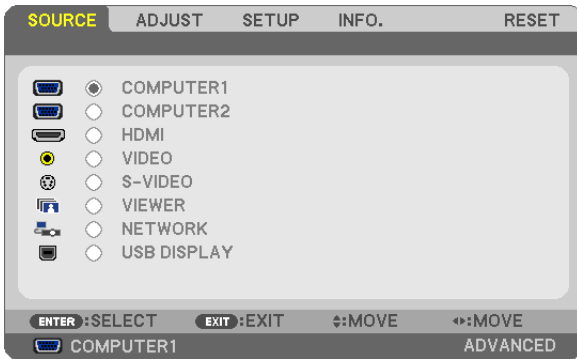 SOURCE ADJUST SETUP INFO. RESET
COMPUTER1
COMPUTER2
HDMI
VIDEO
S-VIDEO
VIEWER
NETWORK
USB DISPLAY
ENTER :SELECT EXIT :EXIT :MOVE :MOVE
COMPUTER1 ADVANCED